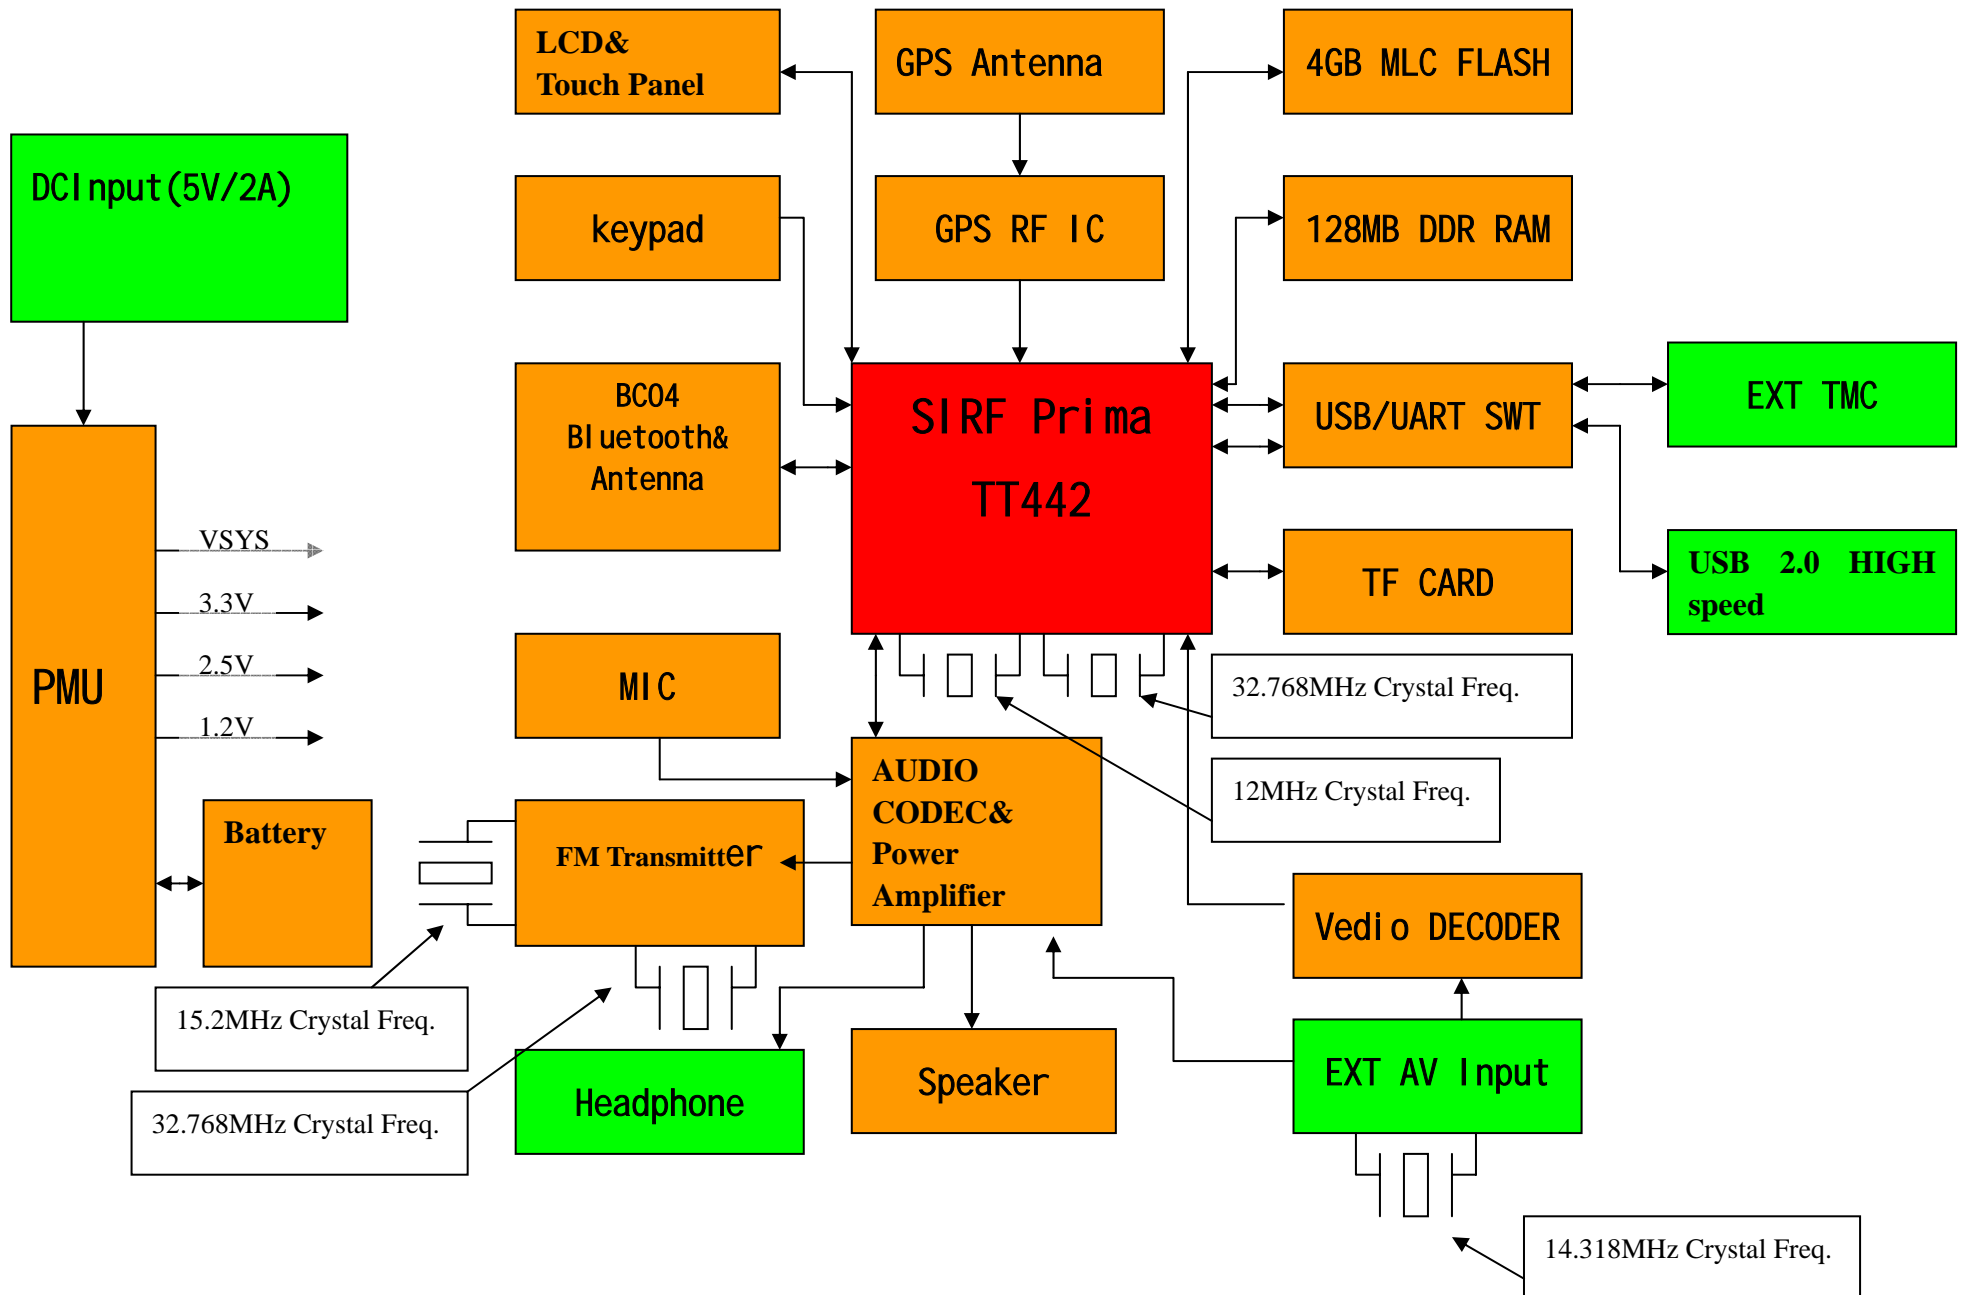 LCD&
Touch Panel
GPS Antenna
4GB MLC FLASH
DCInput(5V/2A)
keypad
GPS RF IC
128MB DDR RAM
BC04
Bluetooth&
Antenna
SIRF Prima
TT442
USB/UART SWT
EXT TMC
VSYS
3.3V
2.5V
1.2V
PMU
TF CARD
USB 2.0 HIGH
speed
MIC
32.768MHz Crystal Freq.
12MHz Crystal Freq.
Battery
FM Transmitter
AUDIO
CODEC&
Power
Amplifier
Vedio DECODER
15.2MHz Crystal Freq.
32.768MHz Crystal Freq.
Headphone
Speaker
EXT AV Input
14.318MHz Crystal Freq.